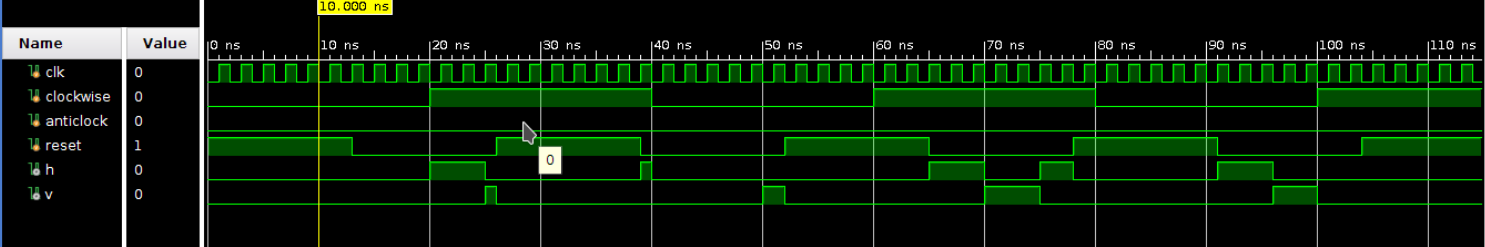 10.000 ns
Name Value
0 ns 10 ns 20 ns 30 ns 40 ns 50 ns 60 ns 70 ns 80 ns 90 ns 100 ns 110 ns
clk 0
clockwise 0
anticlock 0
reset 1
0
h 0
v 0